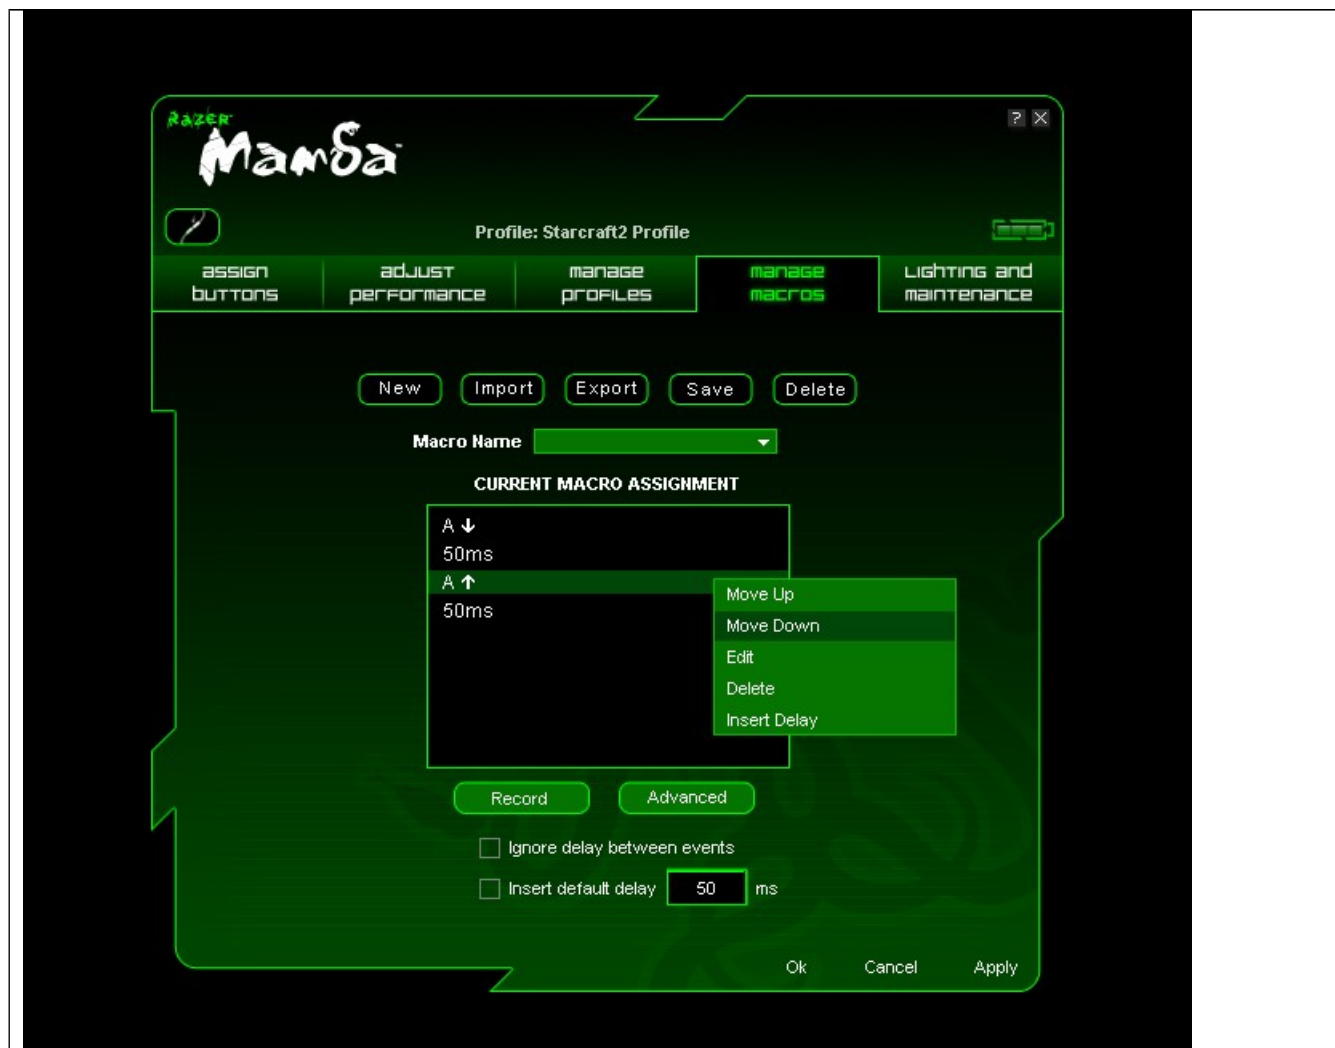 RAZER
Mamba™
? X
Profile: Starcraft2 Profile
assign buttons
adjust performance
manage profiles
manage macros
Lighting and maintenance
New Import Export Save Delete
Macro Name
CURRENT MACRO ASSIGNMENT
A ↓
50ms
A ↑
50ms
Move Up
Move Down
Edit
Delete
Insert Delay
Record Advanced
Ignore delay between events
Insert default delay 50 ms
Ok Cancel Apply